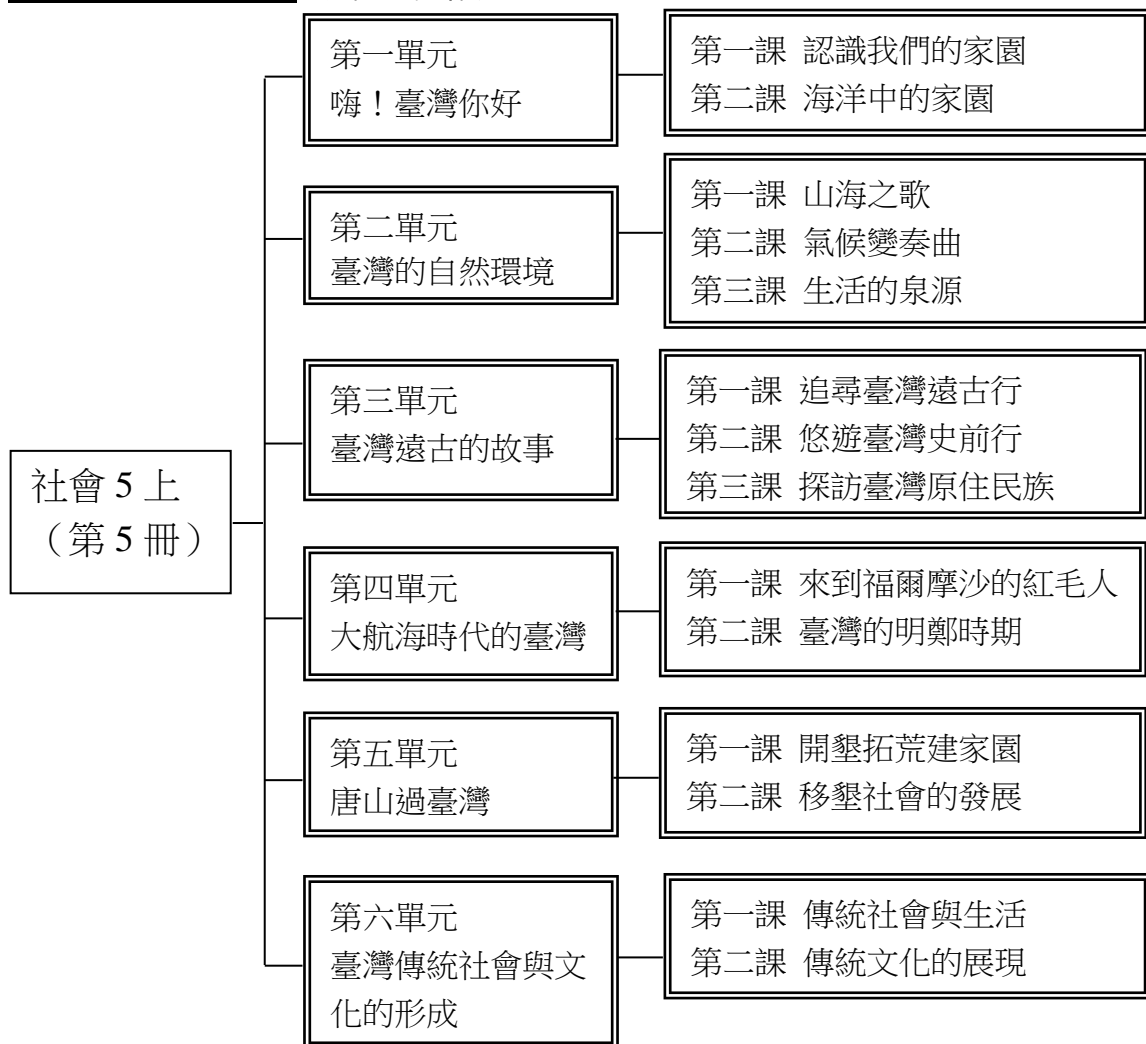 社會 5 上
（第 5 冊）
第一單元
嗨！臺灣你好
第一課 認識我們的家園
第二課 海洋中的家園
第二單元
臺灣的自然環境
第一課 山海之歌
第二課 氣候變奏曲
第三課 生活的泉源
第三單元
臺灣遠古的故事
第一課 追尋臺灣遠古行
第二課 悠遊臺灣史前行
第三課 探訪臺灣原住民族
第四單元
大航海時代的臺灣
第一課 來到福爾摩沙的紅毛人
第二課 臺灣的明鄭時期
第五單元
唐山過臺灣
第一課 開墾拓荒建家園
第二課 移墾社會的發展
第六單元
臺灣傳統社會與文
化的形成
第一課 傳統社會與生活
第二課 傳統文化的展現